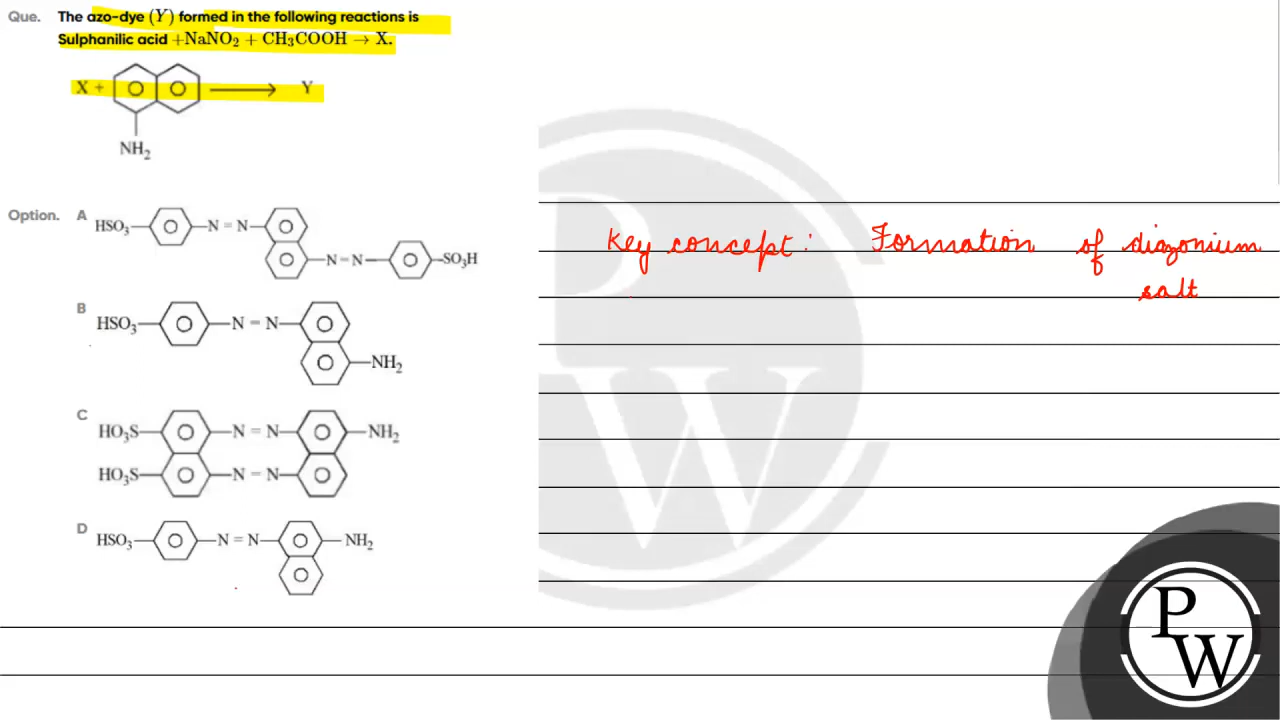 Que. The azo-dye (Y) formed in the following reactions is
Sulphanilic acid +NaNO₂ + CH₃COOH → X.
X + ⟶ Y
NH₂
Option. A HSO₃ N = N
N = N SO₃H
B HSO₃ N = N
NH₂
C HO₃S N = N NH₂
HO₃S N = N
D HSO₃ N = N NH₂
Key concept : Formation of diazonium
salt
P
W
P
W